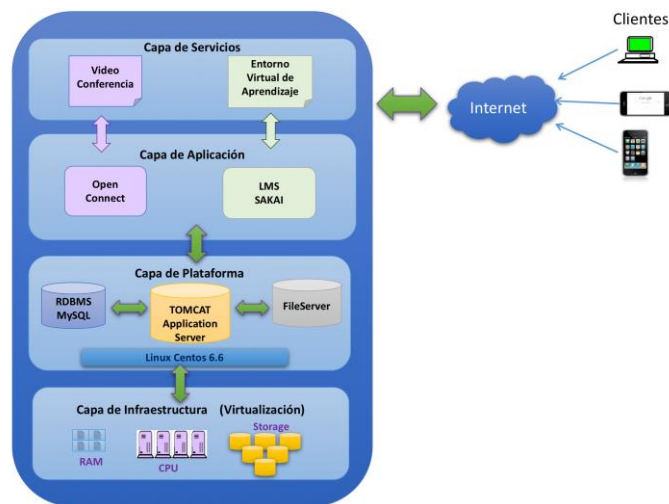 Clientes
Capa de Servicios
Video
Conferencia
Entorno
Virtual de
Aprendizaje
Internet
Capa de Aplicación
Open
Connect
LMS
SAKAI
Capa de Plataforma
RDBMS
MySQL
TOMCAT
Application
Server
FileServer
Linux Centos 6.6
Capa de Infraestructura (Virtualización)
RAM
CPU
Storage